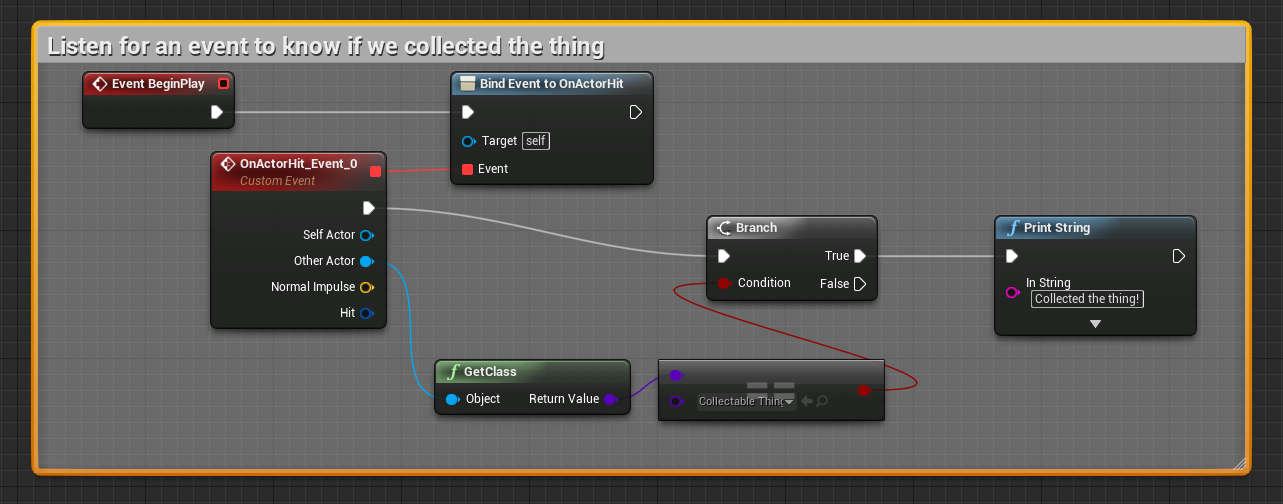 Listen for an event to know if we collected the thing
Event BeginPlay
Bind Event to OnActorHit
Target self
Event
OnActorHit_Event_0
Custom Event
Self Actor
Other Actor
Normal Impulse
Hit
Branch
True
Condition
False
Print String
In String
Collected the thing!
GetClass
Object Return Value
==
Collectable Thing